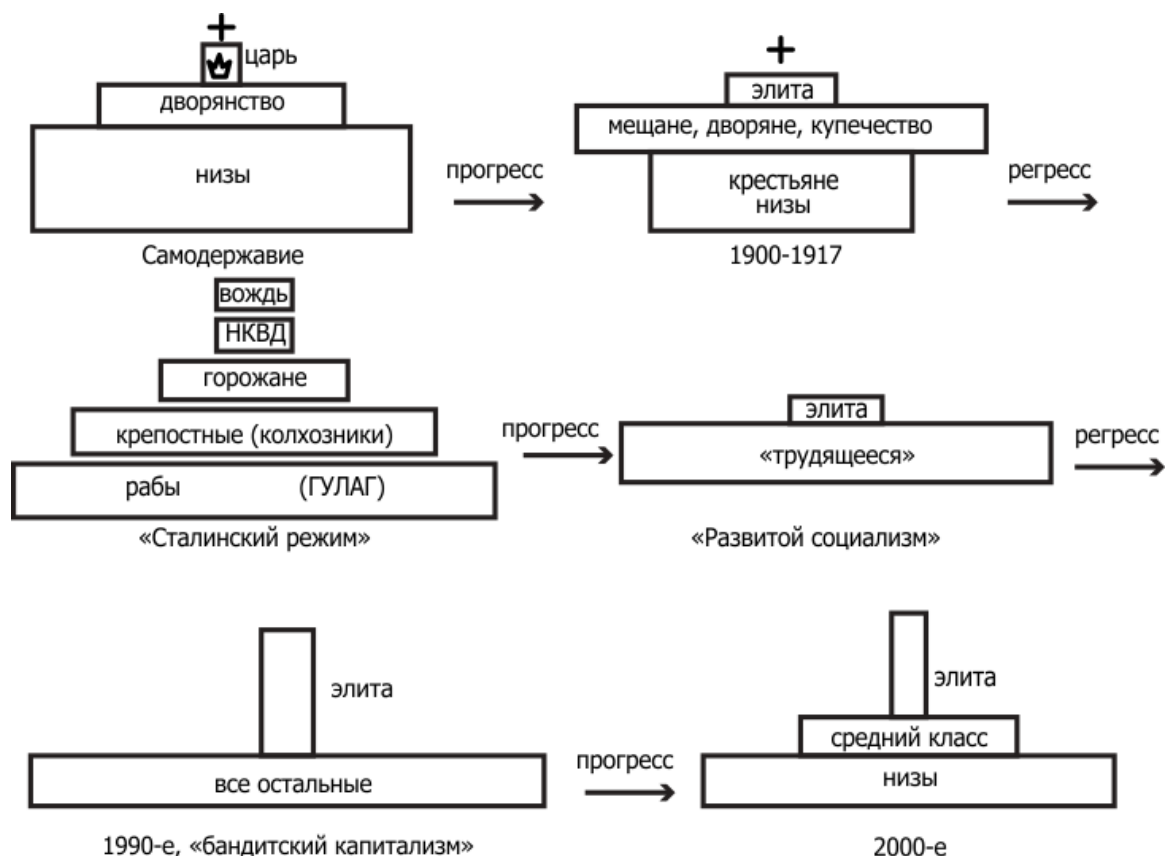 царь
дворянство
низы
Самодержавие
прогресс
элита
мещане, дворяне, купечество
крестьяне
низы
1900-1917
регресс
вождь
НКВД
горожане
крепостные (колхозники)
рабы (ГУЛАГ)
«Сталинский режим»
прогресс
элита
«трудящееся»
«Развитой социализм»
регресс
элита
все остальные
1990-е, «бандитский капитализм»
прогресс
элита
средний класс
низы
2000-е